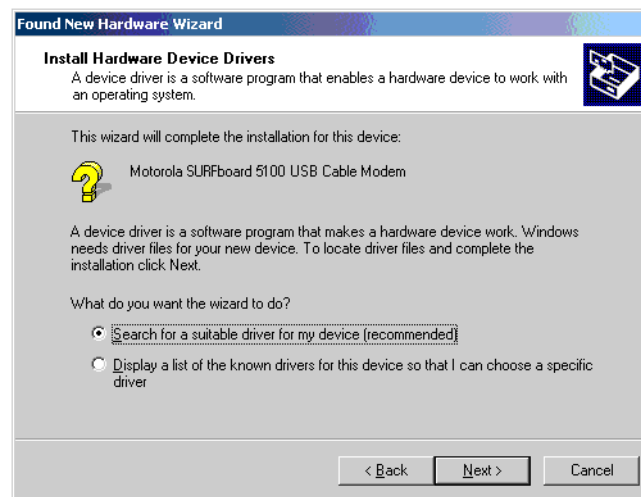 Found New Hardware Wizard
Install Hardware Device Drivers
A device driver is a software program that enables a hardware device to work with
an operating system.
This wizard will complete the installation for this device:
Motorola SURFboard 5100 USB Cable Modem
A device driver is a software program that makes a hardware device work. Windows
needs driver files for your new device. To locate driver files and complete the
installation click Next.
What do you want the wizard to do?
Search for a suitable driver for my device (recommended)
Display a list of the known drivers for this device so that I can choose a specific
driver
< Back Next > Cancel